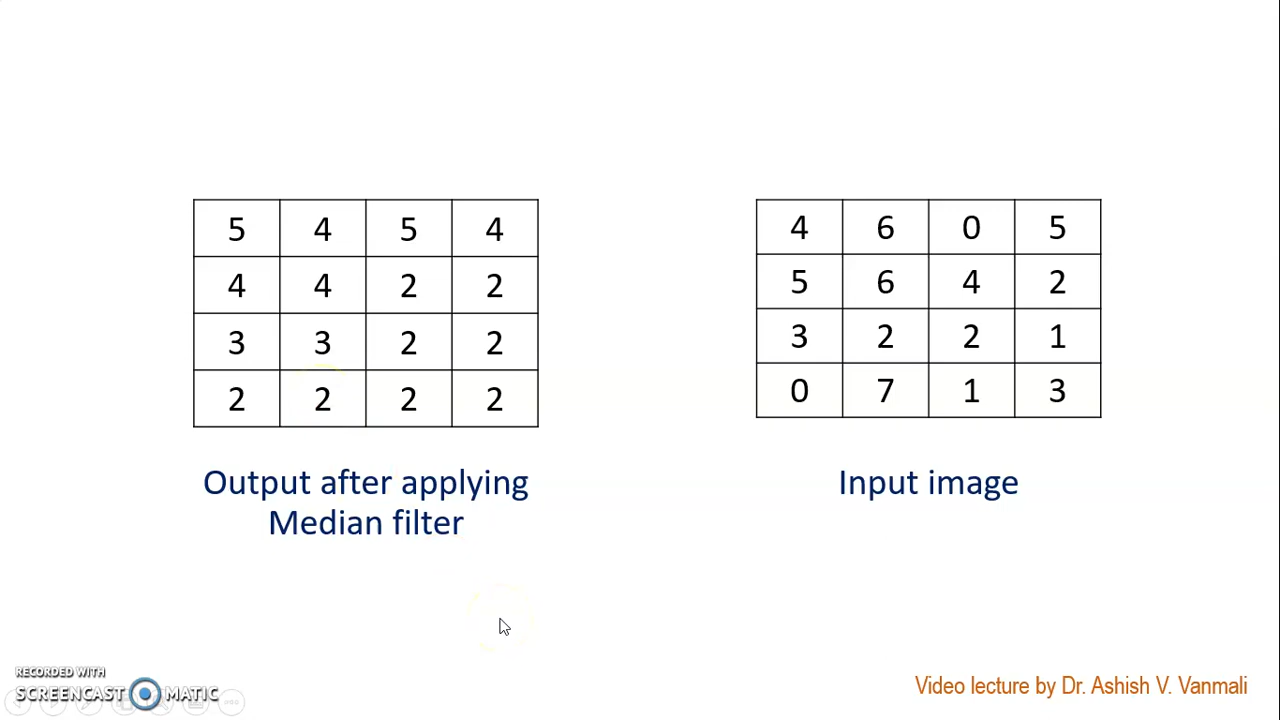 5 4 5 4
4 4 2 2
3 3 2 2
2 2 2 2
Output after applying
Median filter
4 6 0 5
5 6 4 2
3 2 2 1
0 7 1 3
Input image
RECORDED WITH
SCREENCAST MATIC
Video lecture by Dr. Ashish V. Vanmali